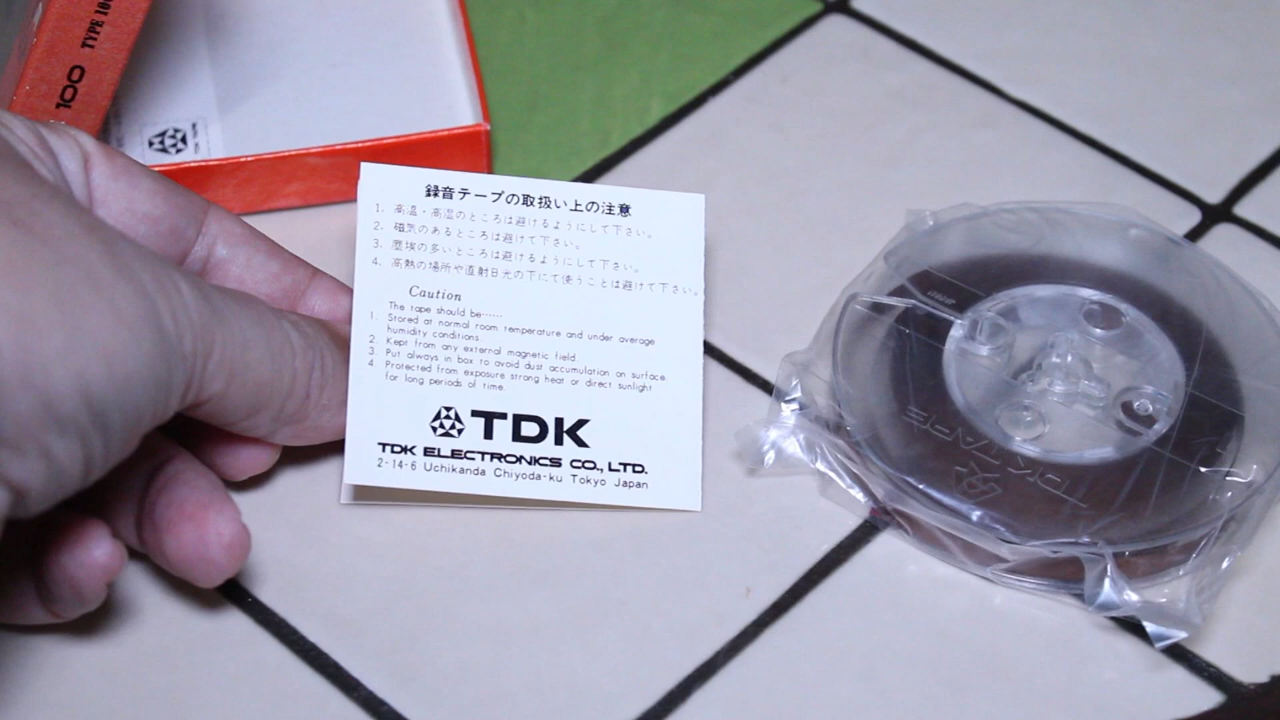 100 TYPE 100
録音テープの取扱い上の注意
1. 高温・高湿のところは避けるようにして下さい。
2. 磁気のあるところは避けて下さい。
3. 塵埃の多いところは避けるようにして下さい。
4. 高熱の場所や直射日光の下にて使うことは避けて下さい。
Caution
The tape should be……
1. Stored at normal room temperature and under average
humidity conditions.
2. Kept from any external magnetic field.
3. Put always in box to avoid dust accumulation on surface.
4 Protected from exposure strong heat or direct sunlight
for long periods of time.
TDK
TDK ELECTRONICS CO., LTD.
2-14-6 Uchikanda Chiyoda-ku Tokyo Japan
TDK TAPE